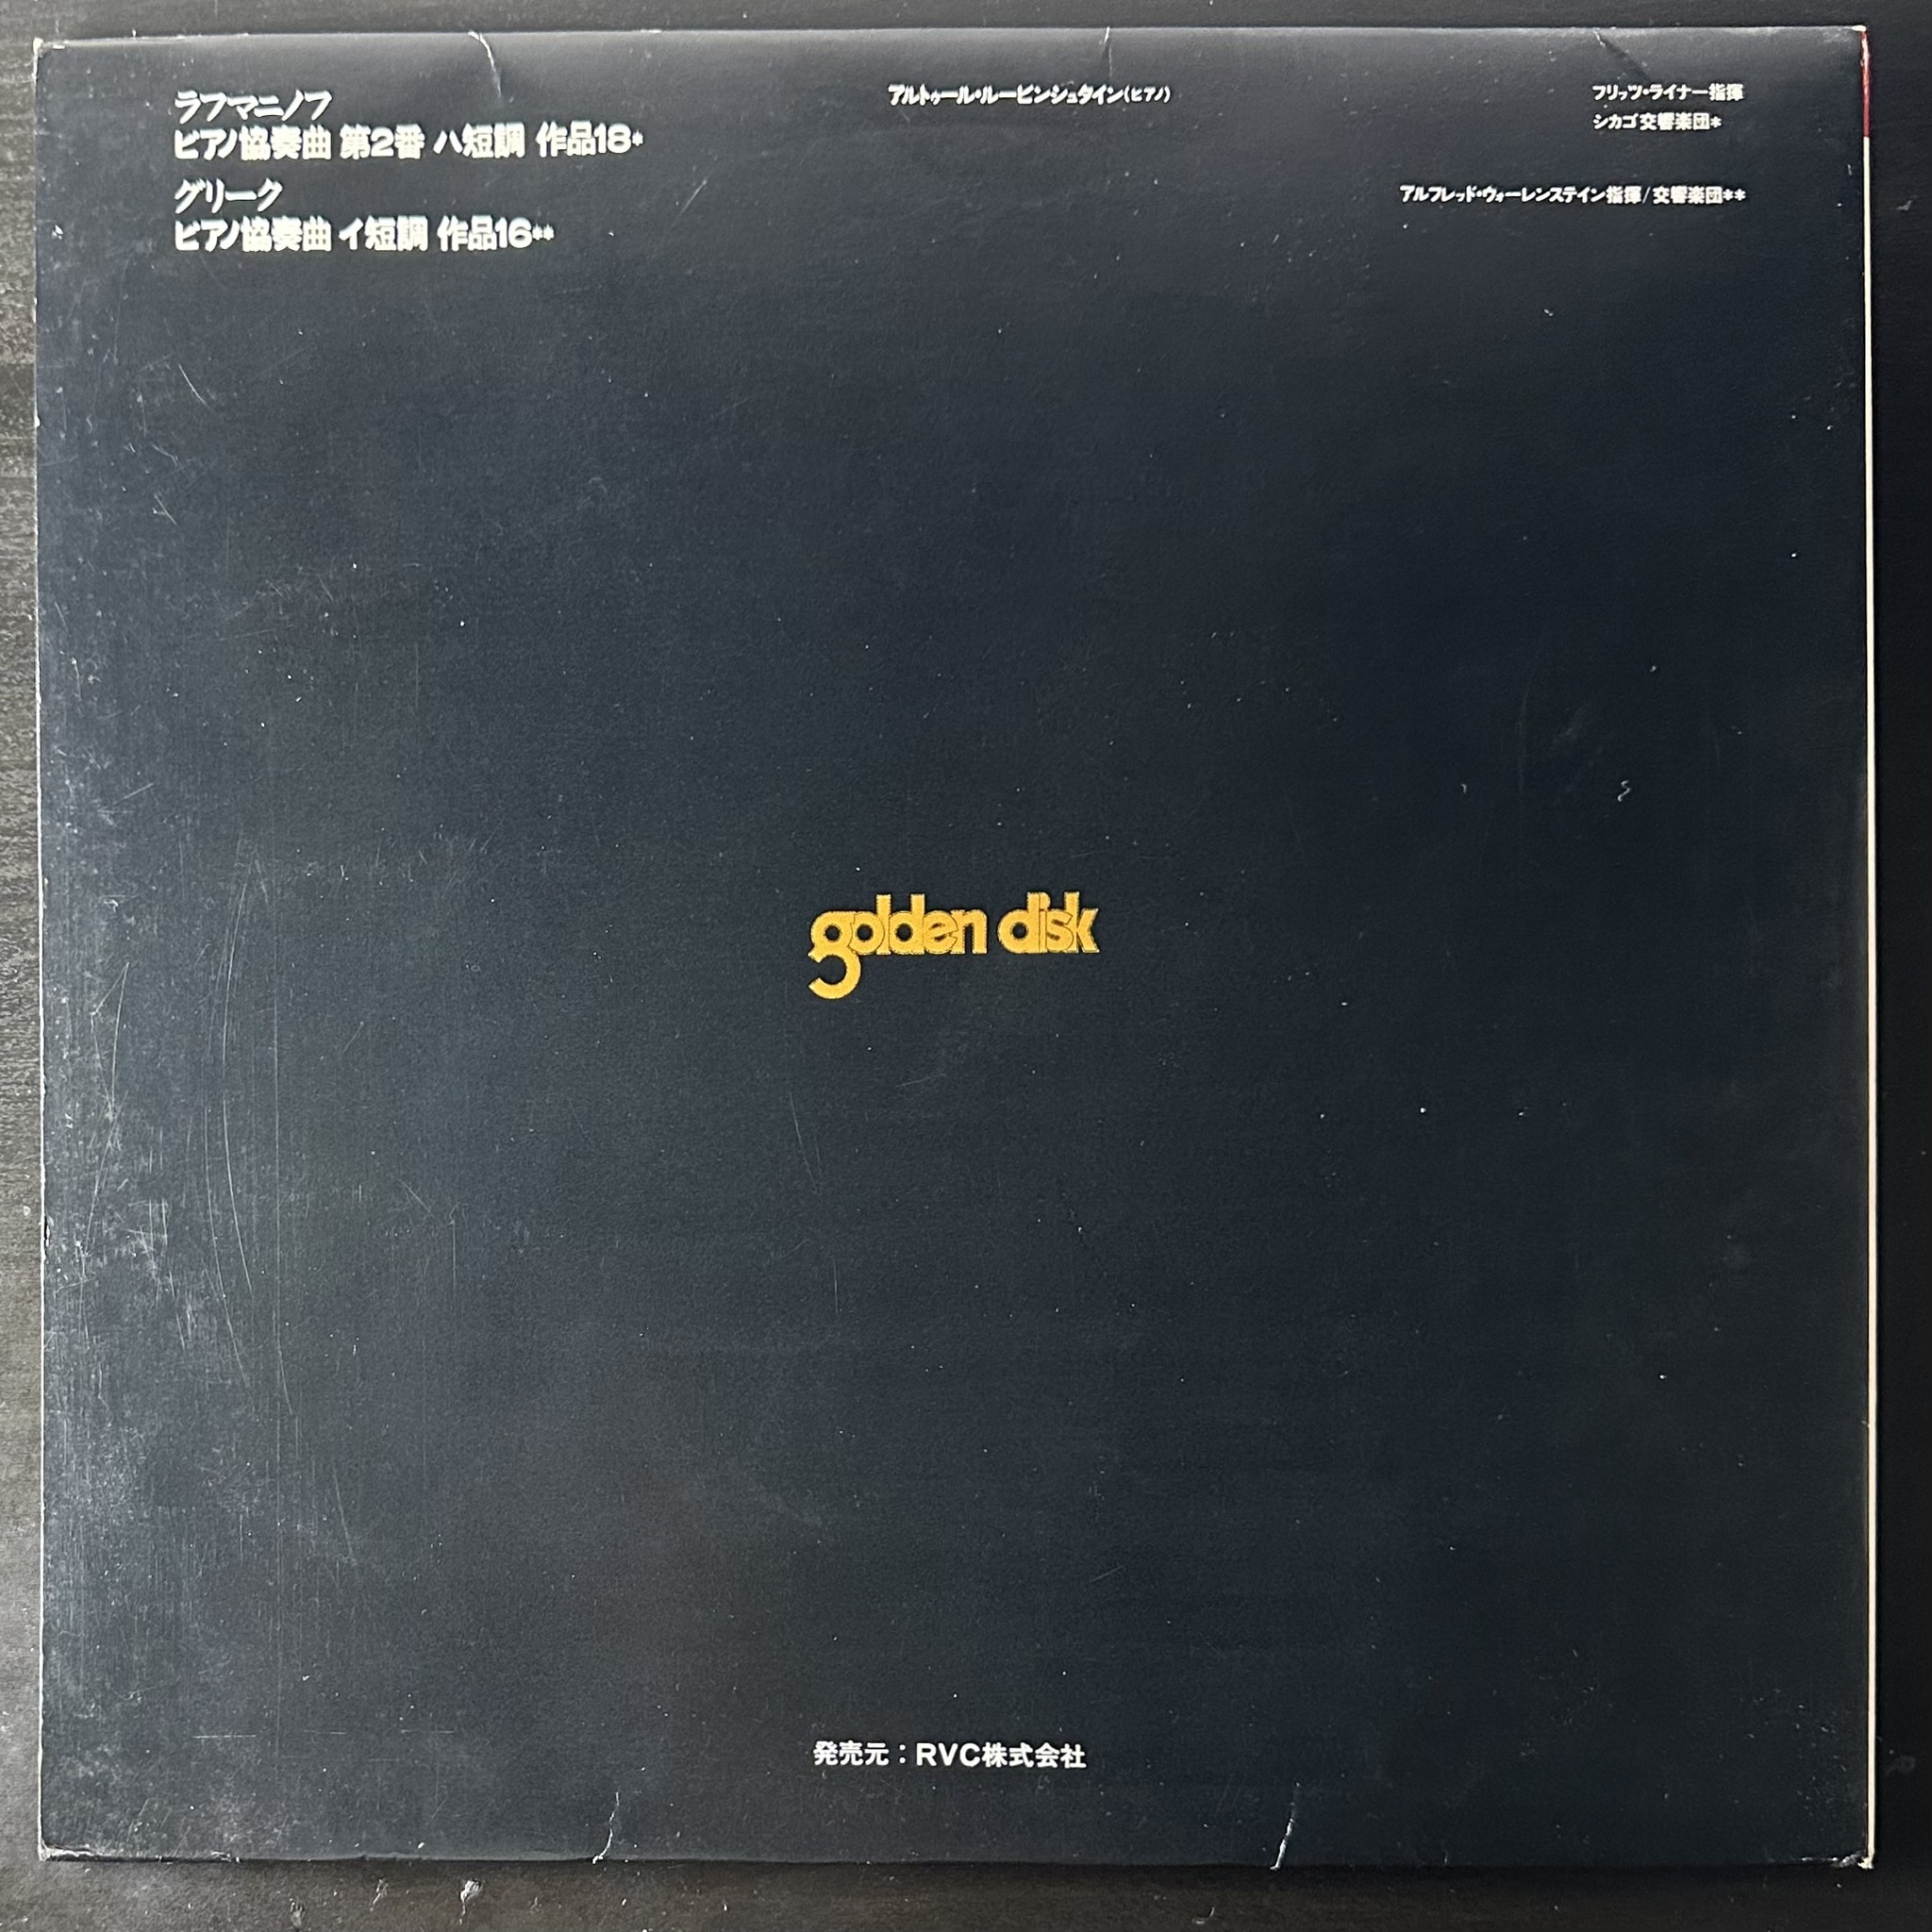 ラフマニノフ
ピアノ協奏曲 第2番 ハ短調 作品18*
グリーク
ピアノ協奏曲 イ短調 作品16**
アルトゥール・ルービンシュタイン(ピアノ)
フリッツ・ライナー指揮
シカゴ交響楽団*
アルフレッド・ウォーレンステイン指揮/交響楽団**
golden disk
発売元：RVC株式会社